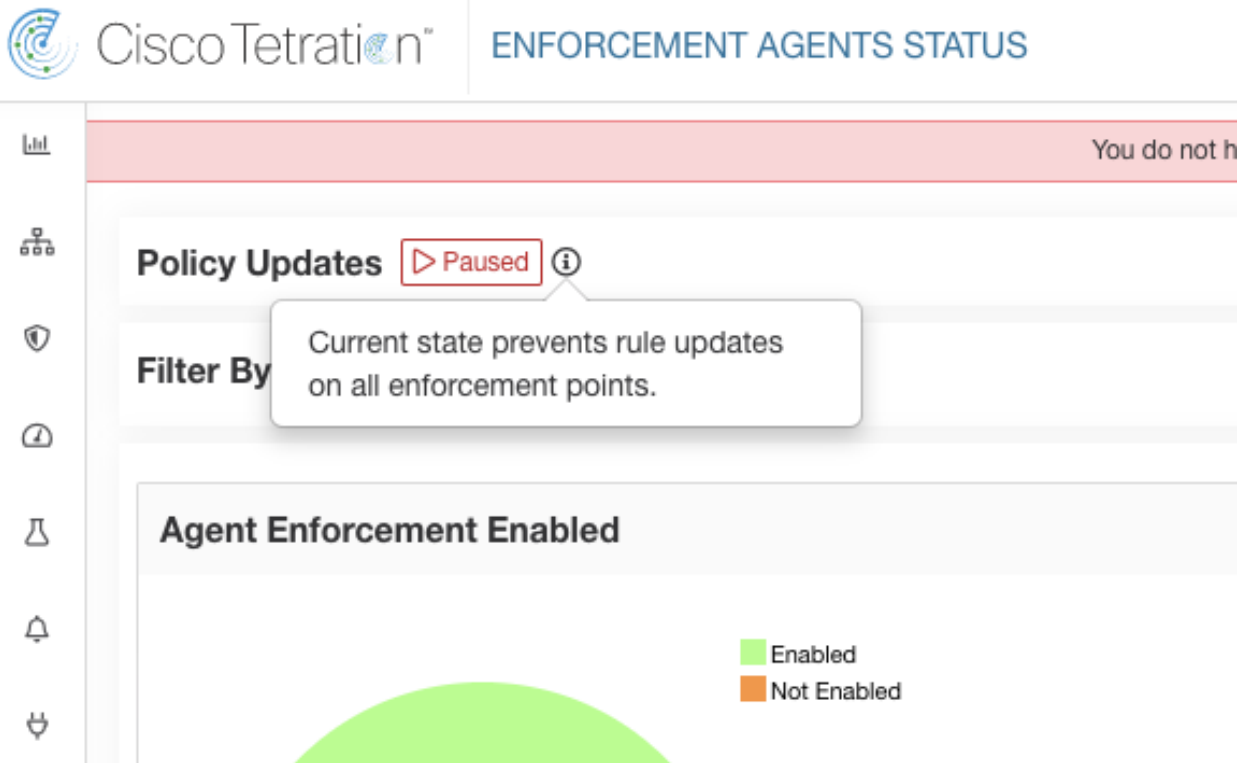 Cisco Tetration™
ENFORCEMENT AGENTS STATUS
You do not h
Policy Updates Paused
Current state prevents rule updates
on all enforcement points.
Filter By
Agent Enforcement Enabled
Enabled
Not Enabled